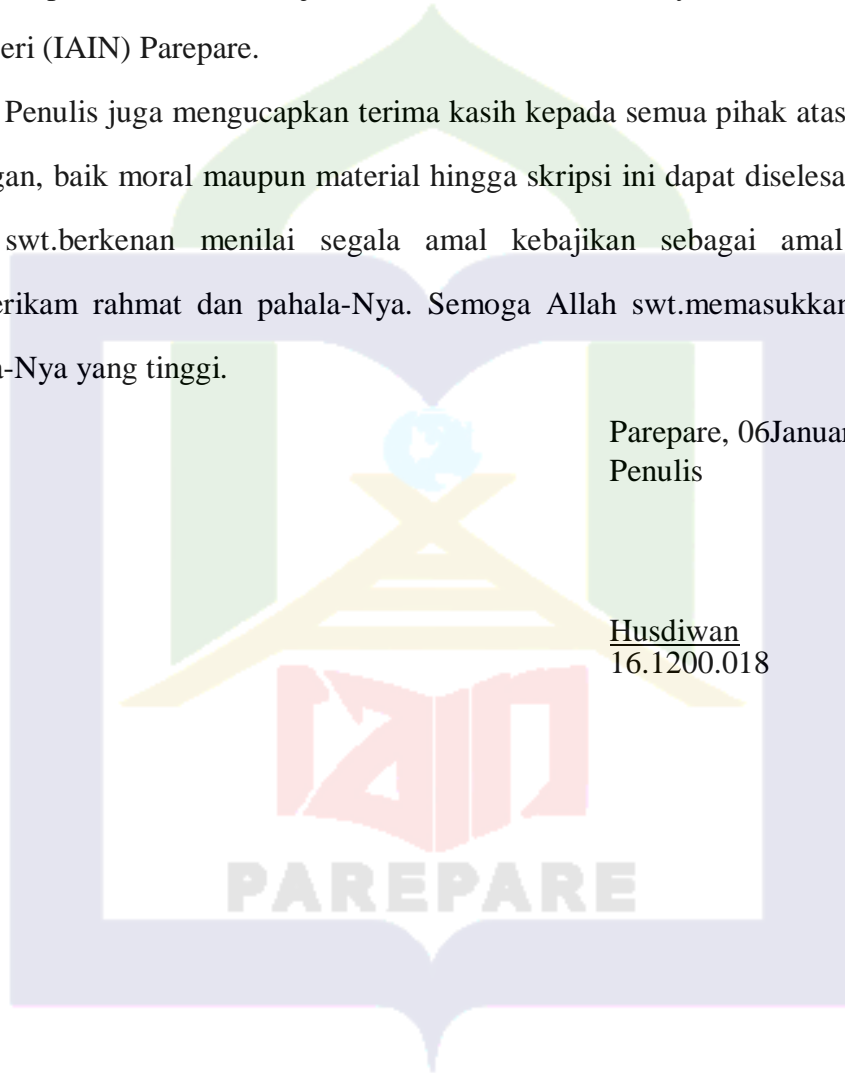 eri (IAIN) Parepare.
Penulis juga mengucapkan terima kasih kepada semua pihak atas
gan, baik moral maupun material hingga skripsi ini dapat diselesa
swt.berkenan menilai segala amal kebajikan sebagai amal
erikam rahmat dan pahala-Nya. Semoga Allah swt.memasukkan
-Nya yang tinggi.
Parepare, 06Januar
Penulis
Husdiwan
16.1200.018
iain
PAREPARE